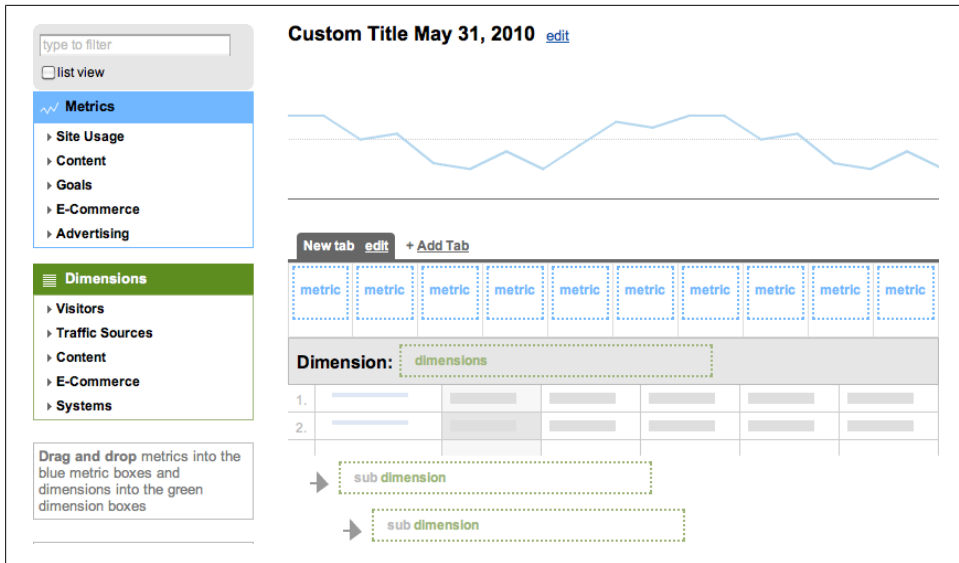 type to filter
list view
Metrics
Site Usage
Content
Goals
E-Commerce
Advertising
Dimensions
Visitors
Traffic Sources
Content
E-Commerce
Systems
Drag and drop metrics into the
blue metric boxes and
dimensions into the green
dimension boxes
Custom Title May 31, 2010 edit
New tab edit + Add Tab
metric metric metric metric metric metric metric metric metric metric
Dimension: dimensions
1.
2.
sub dimension
sub dimension